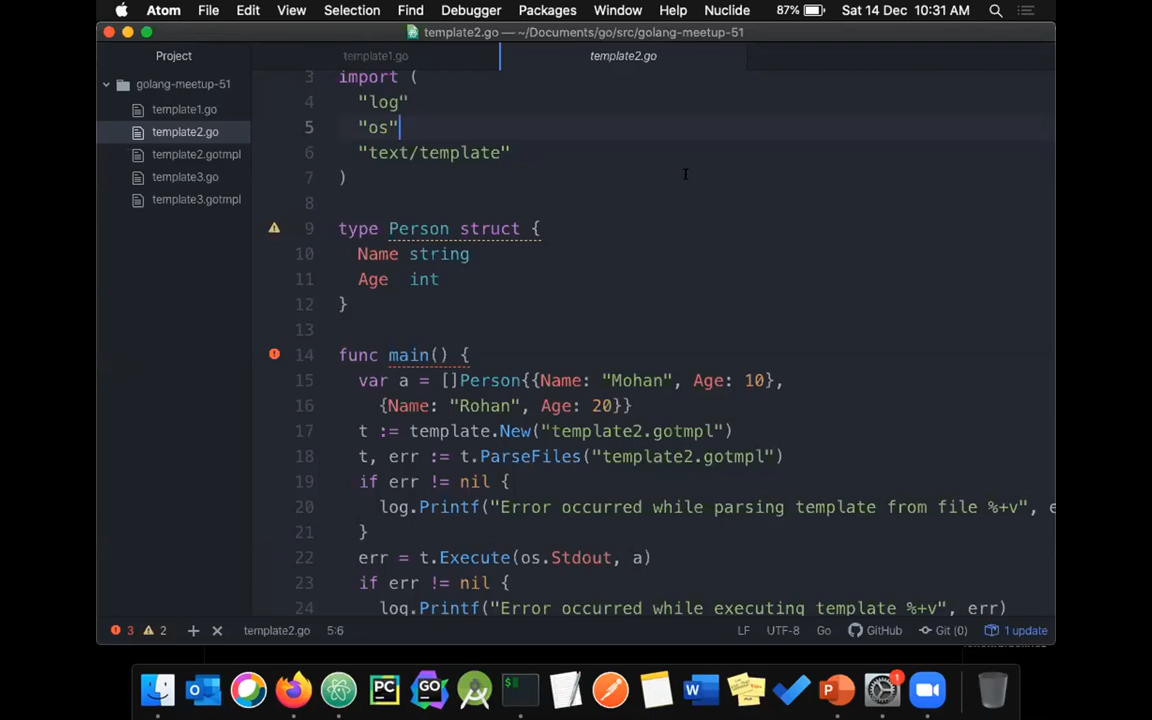 Atom File Edit View Selection Find Debugger Packages Window Help Nuclide 87% Sat 14 Dec 10:31 AM
template2.go — ~/Documents/go/src/golang-meetup-51
Project template1.go template2.go
golang-meetup-51
template1.go
template2.go
template2.gotmpl
template3.go
template3.gotmpl
3 import (
4 "log"
5 "os"
6 "text/template"
7 )
8
9 type Person struct {
10 Name string
11 Age int
12 }
13
14 func main() {
15 var a = []Person{{Name: "Mohan", Age: 10},
16 {Name: "Rohan", Age: 20}}
17 t := template.New("template2.gotmpl")
18 t, err := t.ParseFiles("template2.gotmpl")
19 if err != nil {
20 log.Printf("Error occurred while parsing template from file %+v", e
21 }
22 err = t.Execute(os.Stdout, a)
23 if err != nil {
24 log.Printf("Error occurred while executing template %+v", err)
3 2 template2.go 5:6 LF UTF-8 Go GitHub Git (0) 1 update
PC GO $ W P 1